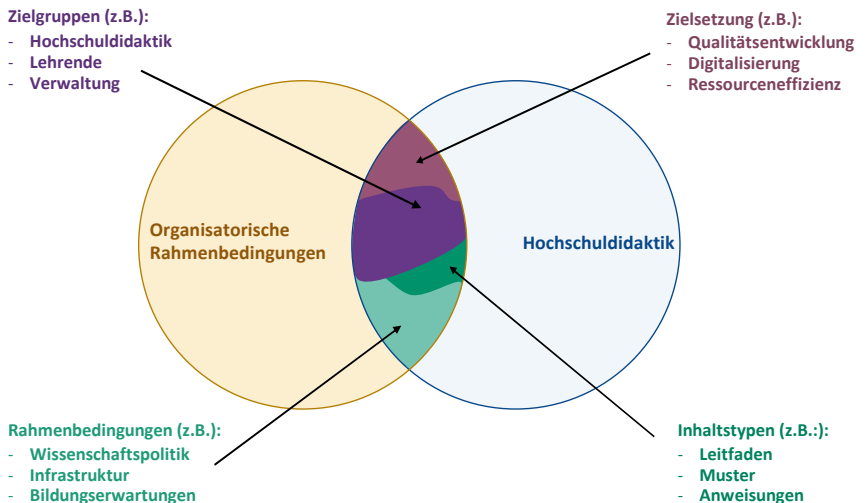 Zielgruppen (z.B.):
- Hochschuldidaktik
- Lehrende
- Verwaltung
Zielsetzung (z.B.):
- Qualitätsentwicklung
- Digitalisierung
- Ressourceneffizienz
Organisatorische
Rahmenbedingungen
Hochschuldidaktik
Rahmenbedingungen (z.B.):
- Wissenschaftspolitik
- Infrastruktur
- Bildungserwartungen
Inhaltstypen (z.B.:):
- Leitfaden
- Muster
- Anweisungen